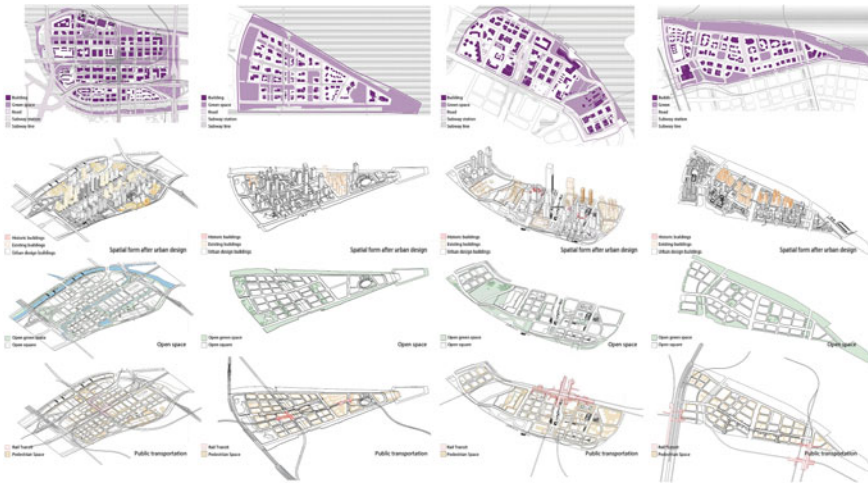 Building
Green space
Road
Subway station
Subway line
Building
Green space
Road
Subway station
Subway line
Building
Green space
Road
Subway station
Subway line
Buildin
Green
Road
Subway station
Subway line
Historic buildings
Existing buildings
Urban design buildings
Spatial form after urban design
Historic buildings
Existing buildings
Urban design buildings
Spatial form after urban design
Historic buildings
Existing buildings
Urban design buildings
Spatial form after urban design
Historic buildings
Existing buildings
Urban design buildings
Spatial form after urban design
Open green space
Open square
Open space
Open green space
Open square
Open space
Open green space
Open square
Open space
Open green space
Open square
Open space
Rail Transit
Pedestrian Space
Public transportation
Rail Transit
Pedestrian Space
Public transportation
Rail Transit
Pedestrian Space
Public transportation
Rail Transit
Pedestrian Space
Public transportation